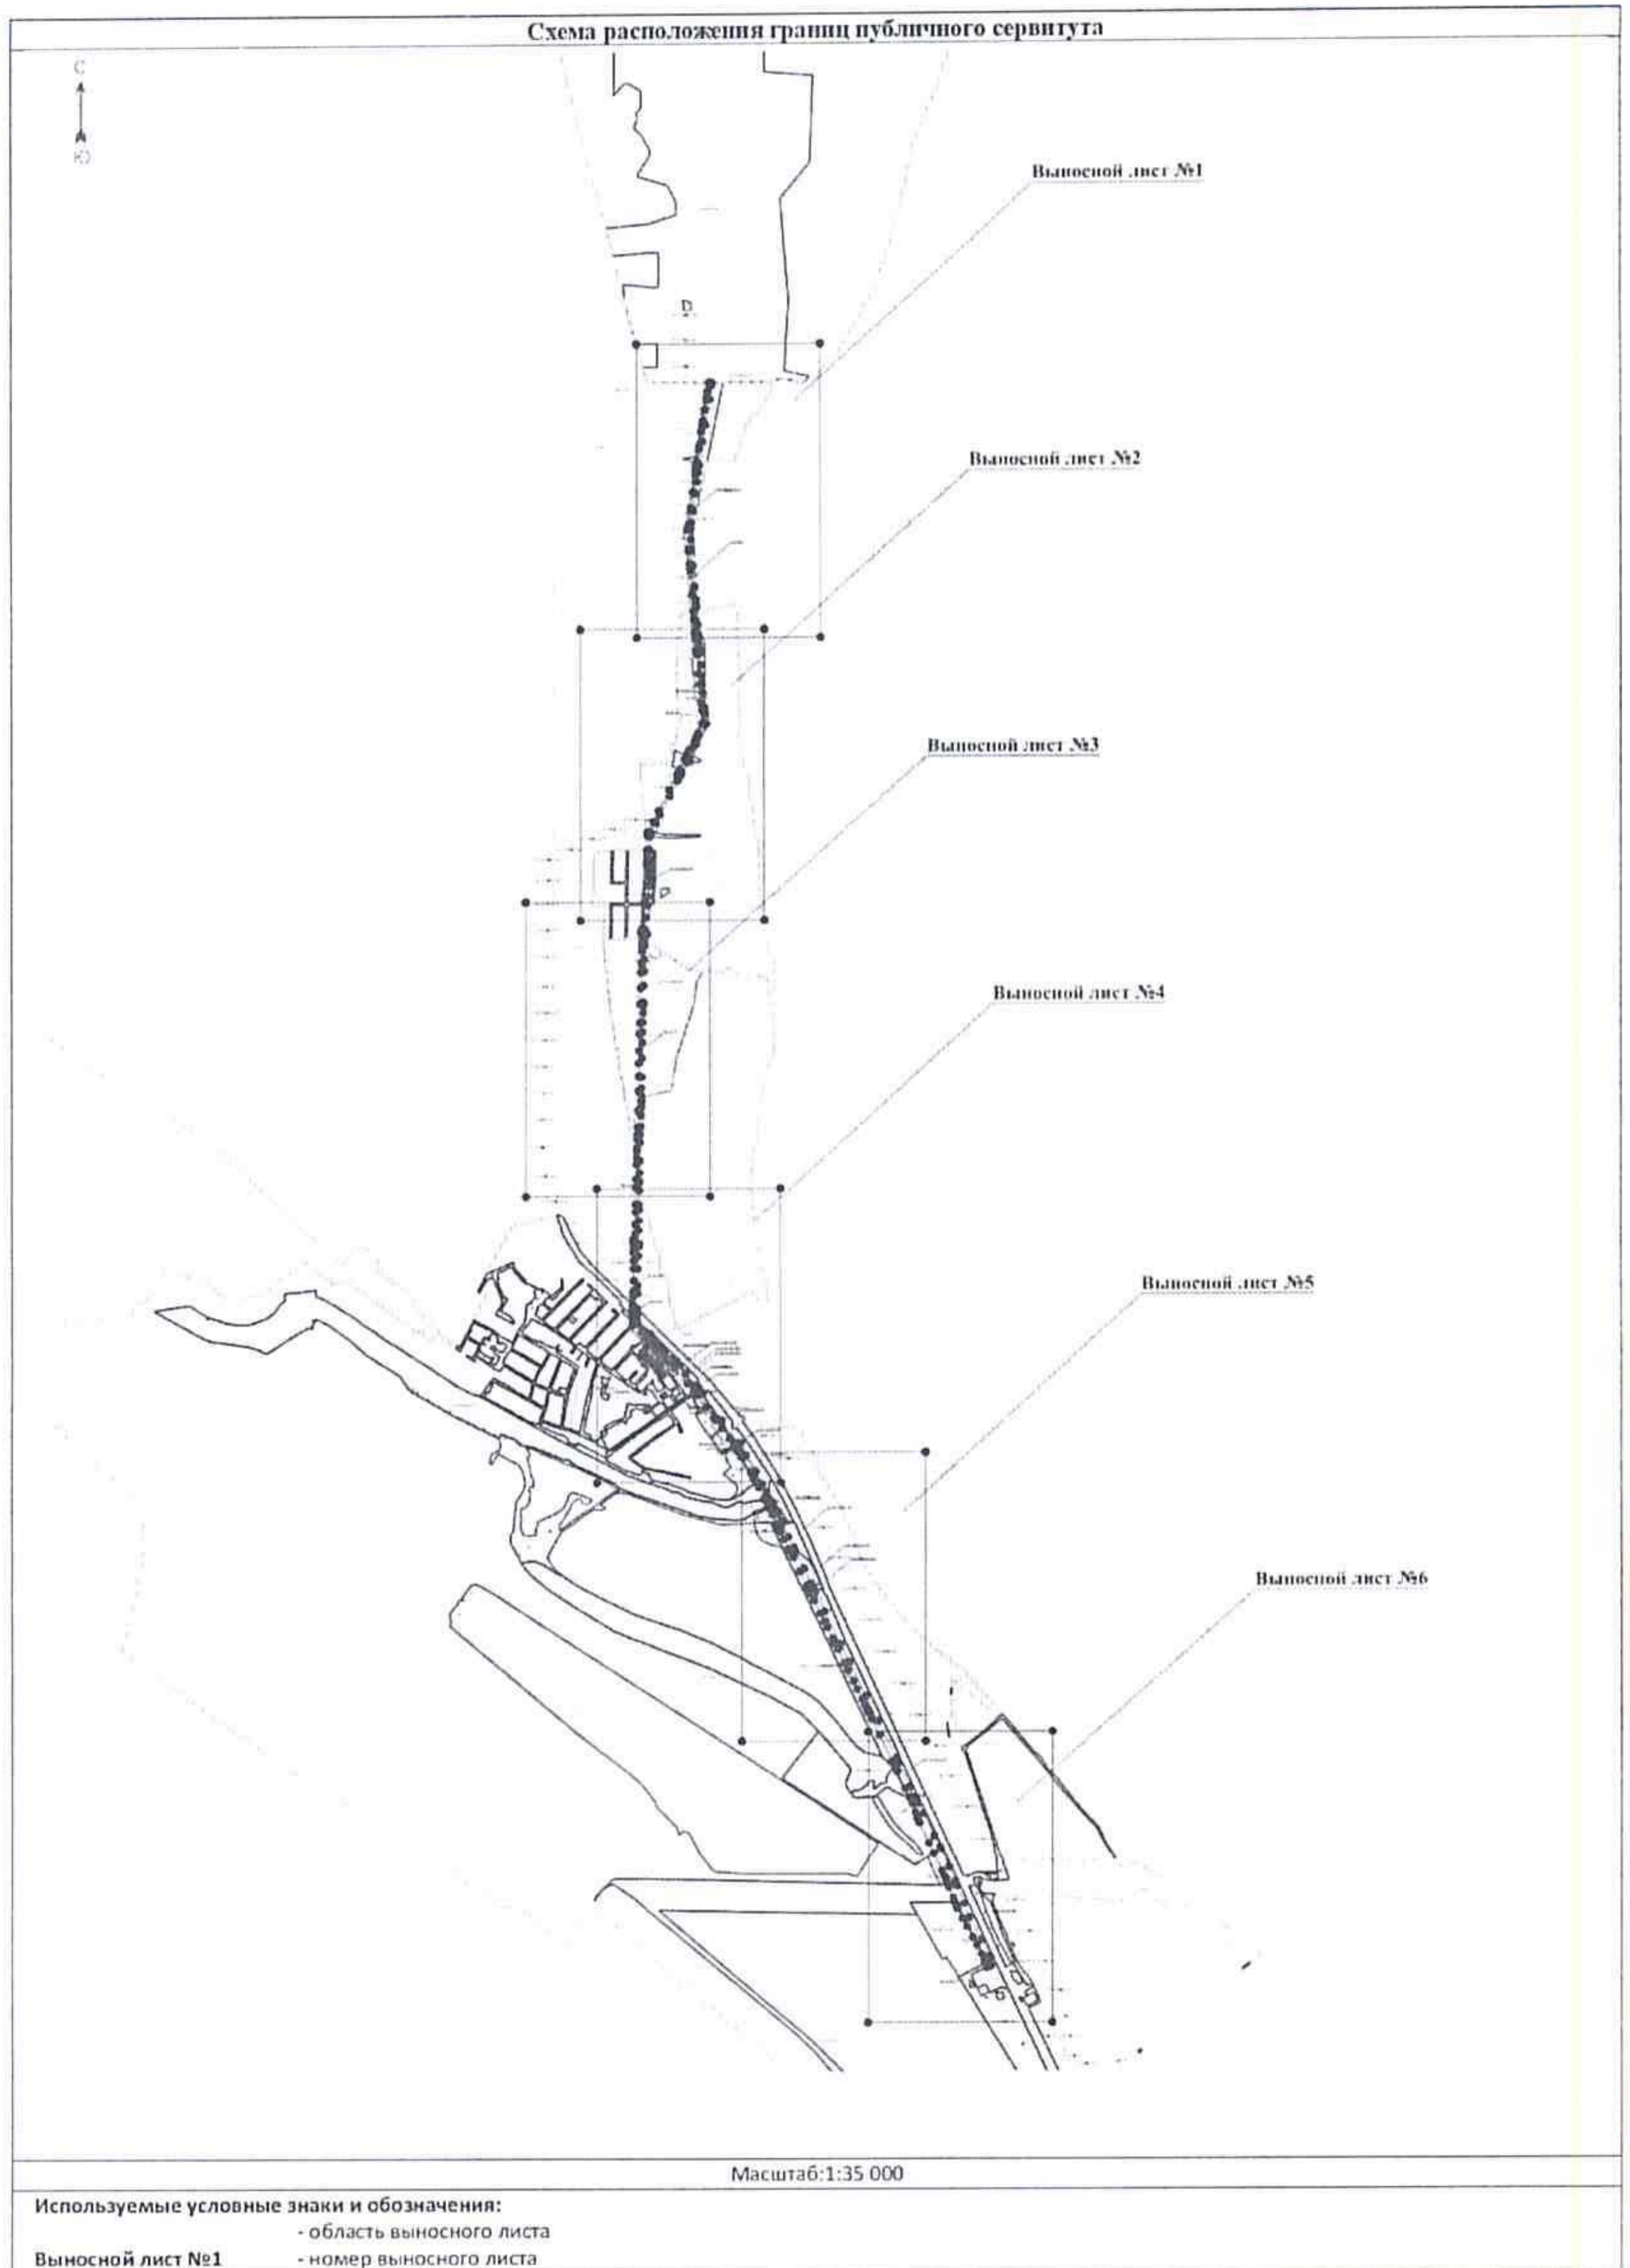 Схема расположения границ публичного сервитута
С
Ю
Выносной лист №1
Выносной лист №2
Выносной лист №3
Выносной лист №4
Выносной лист №5
Выносной лист №6
Масштаб:1:35 000
Используемые условные знаки и обозначения:
- область выносного листа
Выносной лист №1 - номер выносного листа